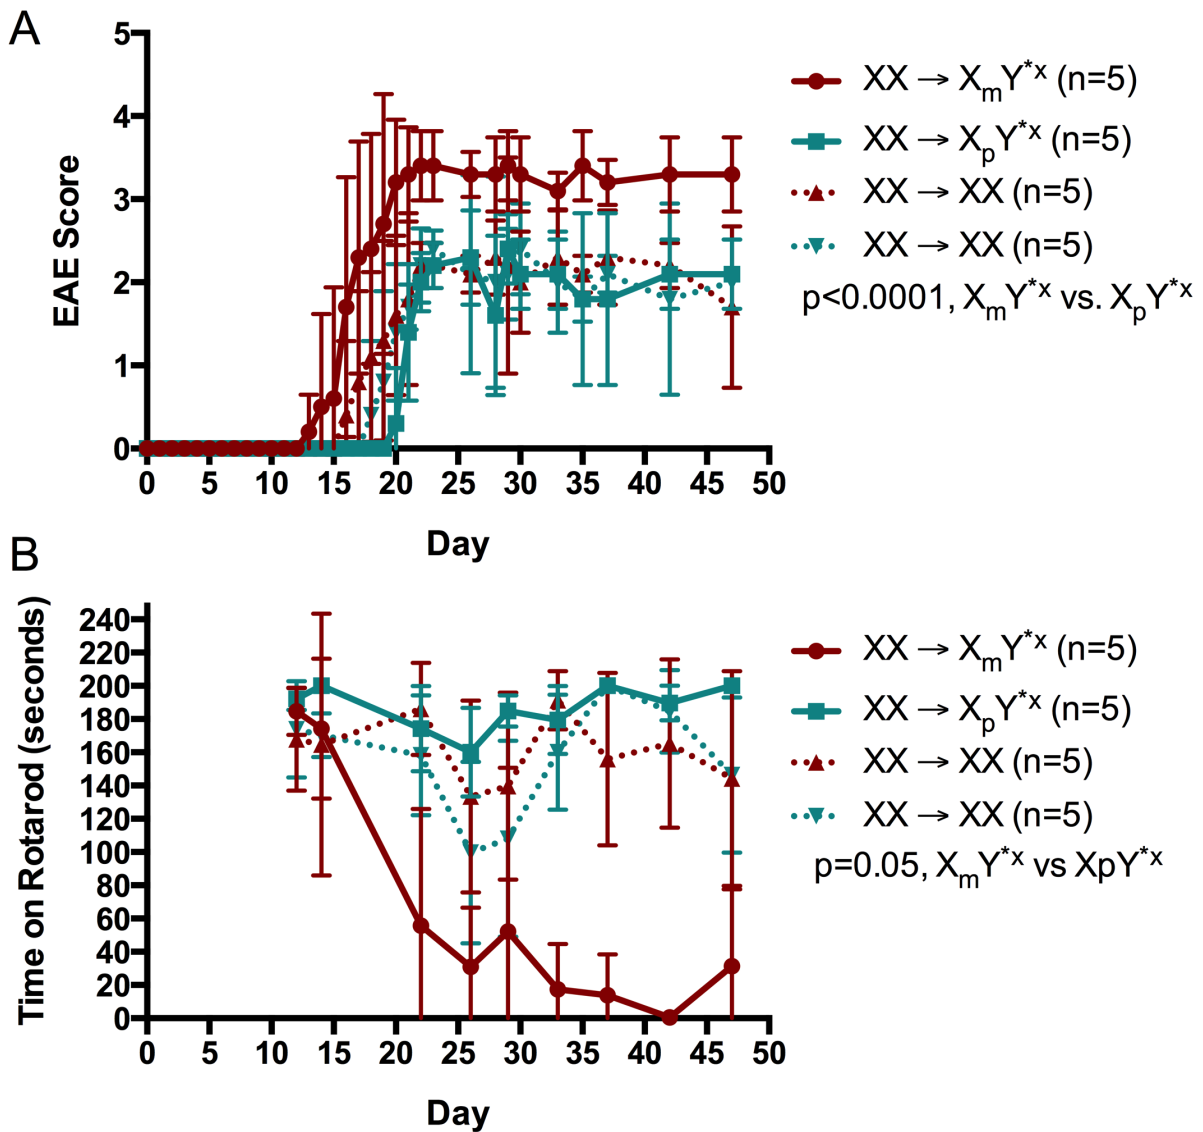 A
5
4
3
2
1
0
EAE Score
0 5 10 15 20 25 30 35 40 45 50
Day
XX → XmY*x (n=5)
XX → XpY*x (n=5)
XX → XX (n=5)
XX → XX (n=5)
p<0.0001, XmY*x vs. XpY*x
B
240
220
200
180
160
140
120
100
80
60
40
20
0
Time on Rotarod (seconds)
0 5 10 15 20 25 30 35 40 45 50
Day
XX → XmY*x (n=5)
XX → XpY*x (n=5)
XX → XX (n=5)
XX → XX (n=5)
p=0.05, XmY*x vs XpY*x